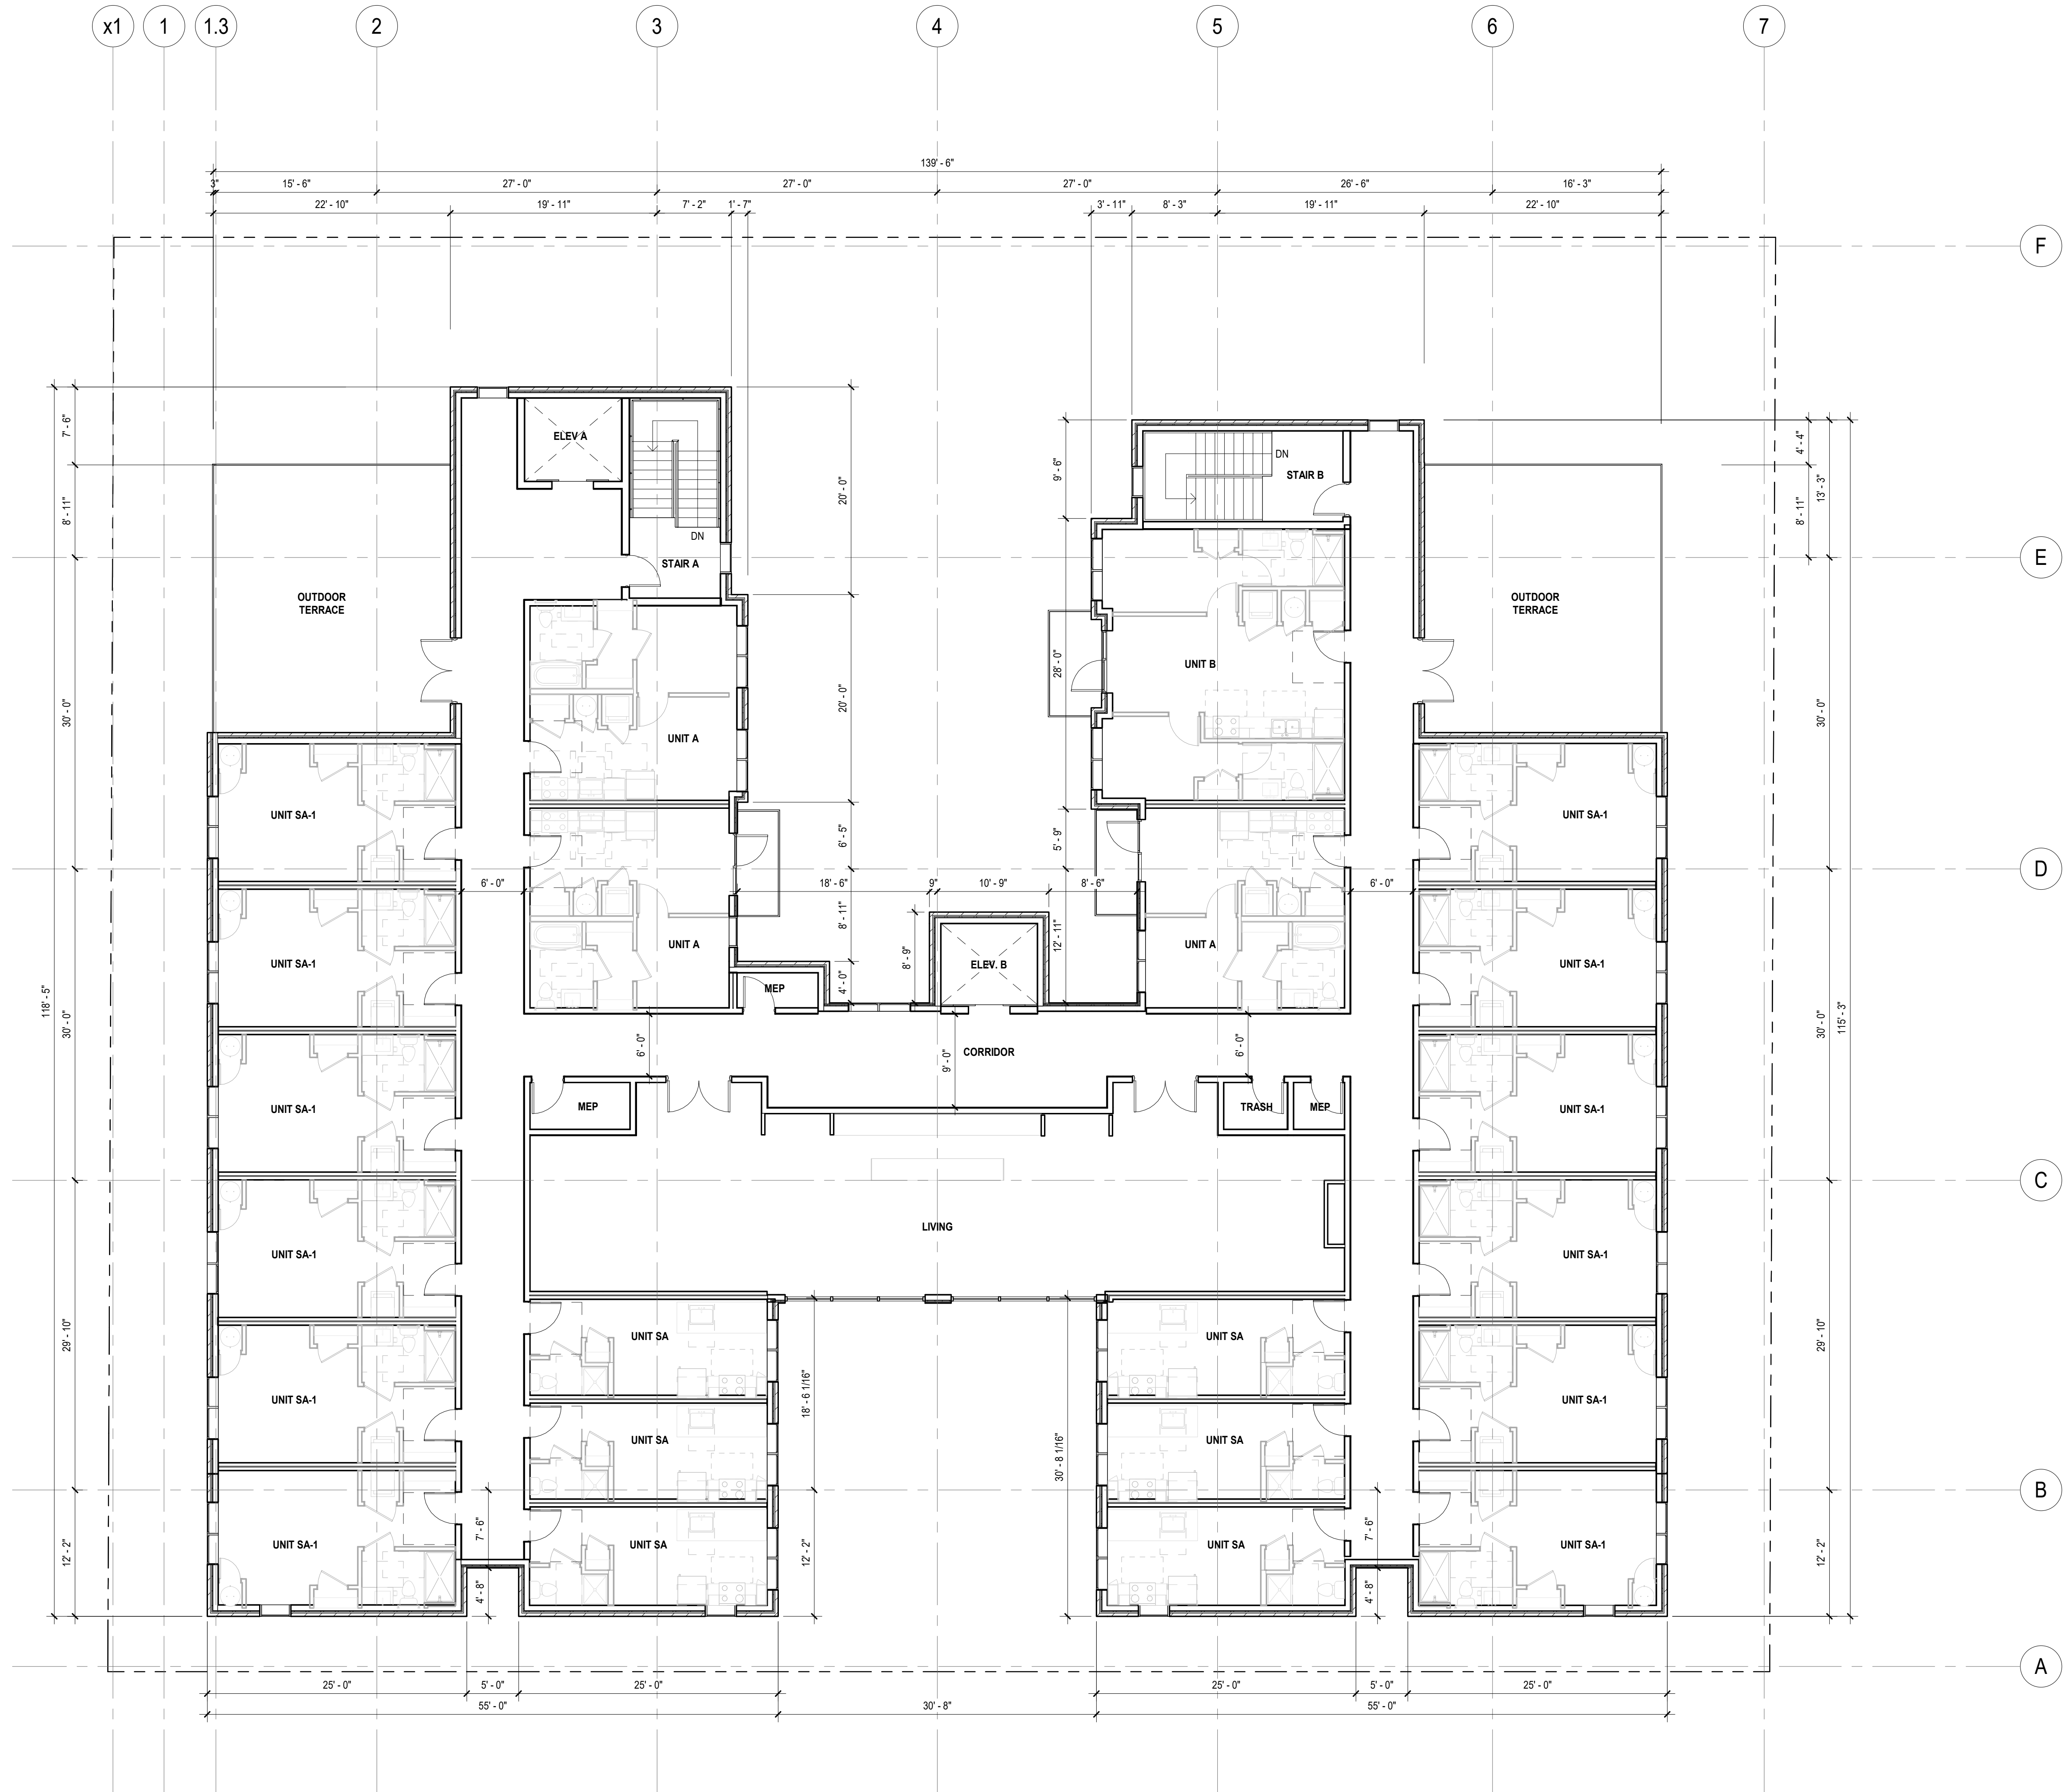 x1 1 1.3 2 3 4 5 6 7
139' - 6"
3" 15' - 6" 27' - 0" 27' - 0" 27' - 0" 26' - 6" 16' - 3"
22' - 10" 19' - 11" 7' - 2" 1' - 7" 3' - 11" 8' - 3" 19' - 11" 22' - 10"
F
7' - 6"
ELEV A
DN
STAIR B
9' - 6"
4' - 4"
13' - 3"
8' - 11"
20' - 0"
8' - 11"
DN
STAIR A
E
OUTDOOR
TERRACE
OUTDOOR
TERRACE
UNIT B
28' - 0"
30' - 0"
20' - 0"
30' - 0"
UNIT A
UNIT SA-1
UNIT SA-1
6' - 5"
5' - 9"
D
6' - 0"
18' - 6"
9"
10' - 9"
8' - 6"
6' - 0"
8' - 11"
12' - 11"
8' - 9"
UNIT A
UNIT A
UNIT SA-1
ELEV. B
UNIT SA-1
MEP
4' - 0"
118' - 5"
30' - 0"
30' - 0"
115' - 3"
6' - 0"
9' - 0"
CORRIDOR
6' - 0"
UNIT SA-1
MEP
TRASH
MEP
UNIT SA-1
C
LIVING
UNIT SA-1
UNIT SA-1
29' - 10"
29' - 10"
UNIT SA
UNIT SA
UNIT SA-1
18' - 6 1/16"
UNIT SA-1
UNIT SA
30' - 8 1/16"
UNIT SA
B
7' - 6"
7' - 6"
12' - 2"
UNIT SA-1
UNIT SA
12' - 2"
UNIT SA
UNIT SA-1
12' - 2"
4' - 8"
4' - 8"
A
25' - 0" 5' - 0" 25' - 0" 25' - 0" 5' - 0" 25' - 0"
55' - 0" 30' - 8" 55' - 0"